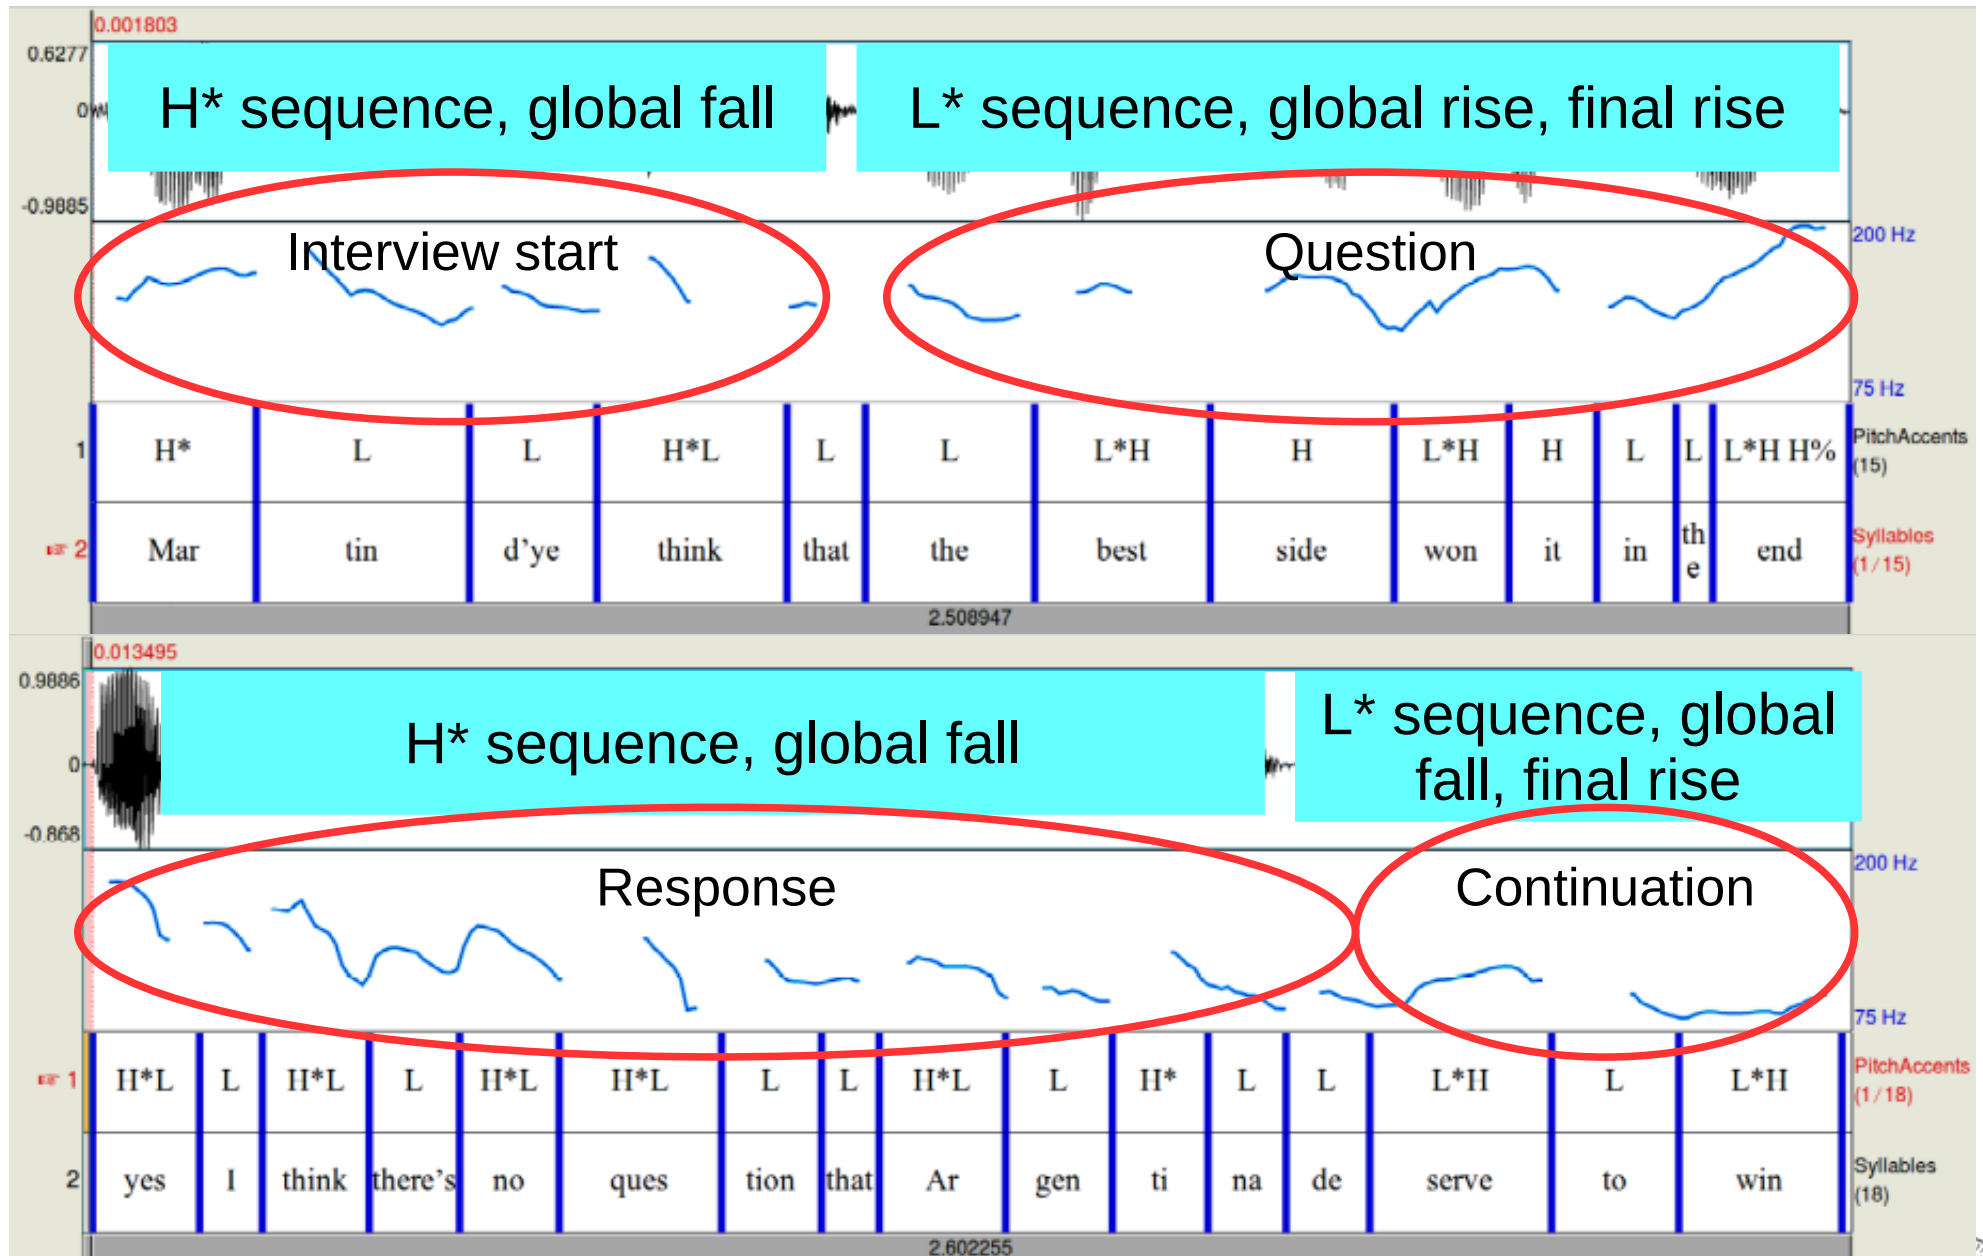 0.001803
0.6277
H* sequence, global fall
L* sequence, global rise, final rise
0
-0.9885
Interview start
Question
200 Hz
75 Hz
1
H* L L H*L L L L*H H L*H H L L L*H H%
PitchAccents
(15)
2
Mar tin d'ye think that the best side won it in th
e
end
Syllables
(1/15)
2.508947
0.013495
0.9886
H* sequence, global fall
L* sequence, global
fall, final rise
0
-0.868
Response
Continuation
200 Hz
75 Hz
1
H*L L H*L L H*L H*L L L H*L L H* L L L*H L L*H
PitchAccents
(1/18)
2
yes I think there's no ques tion that Ar gen ti na de serve to win
Syllables
(18)
2.602255